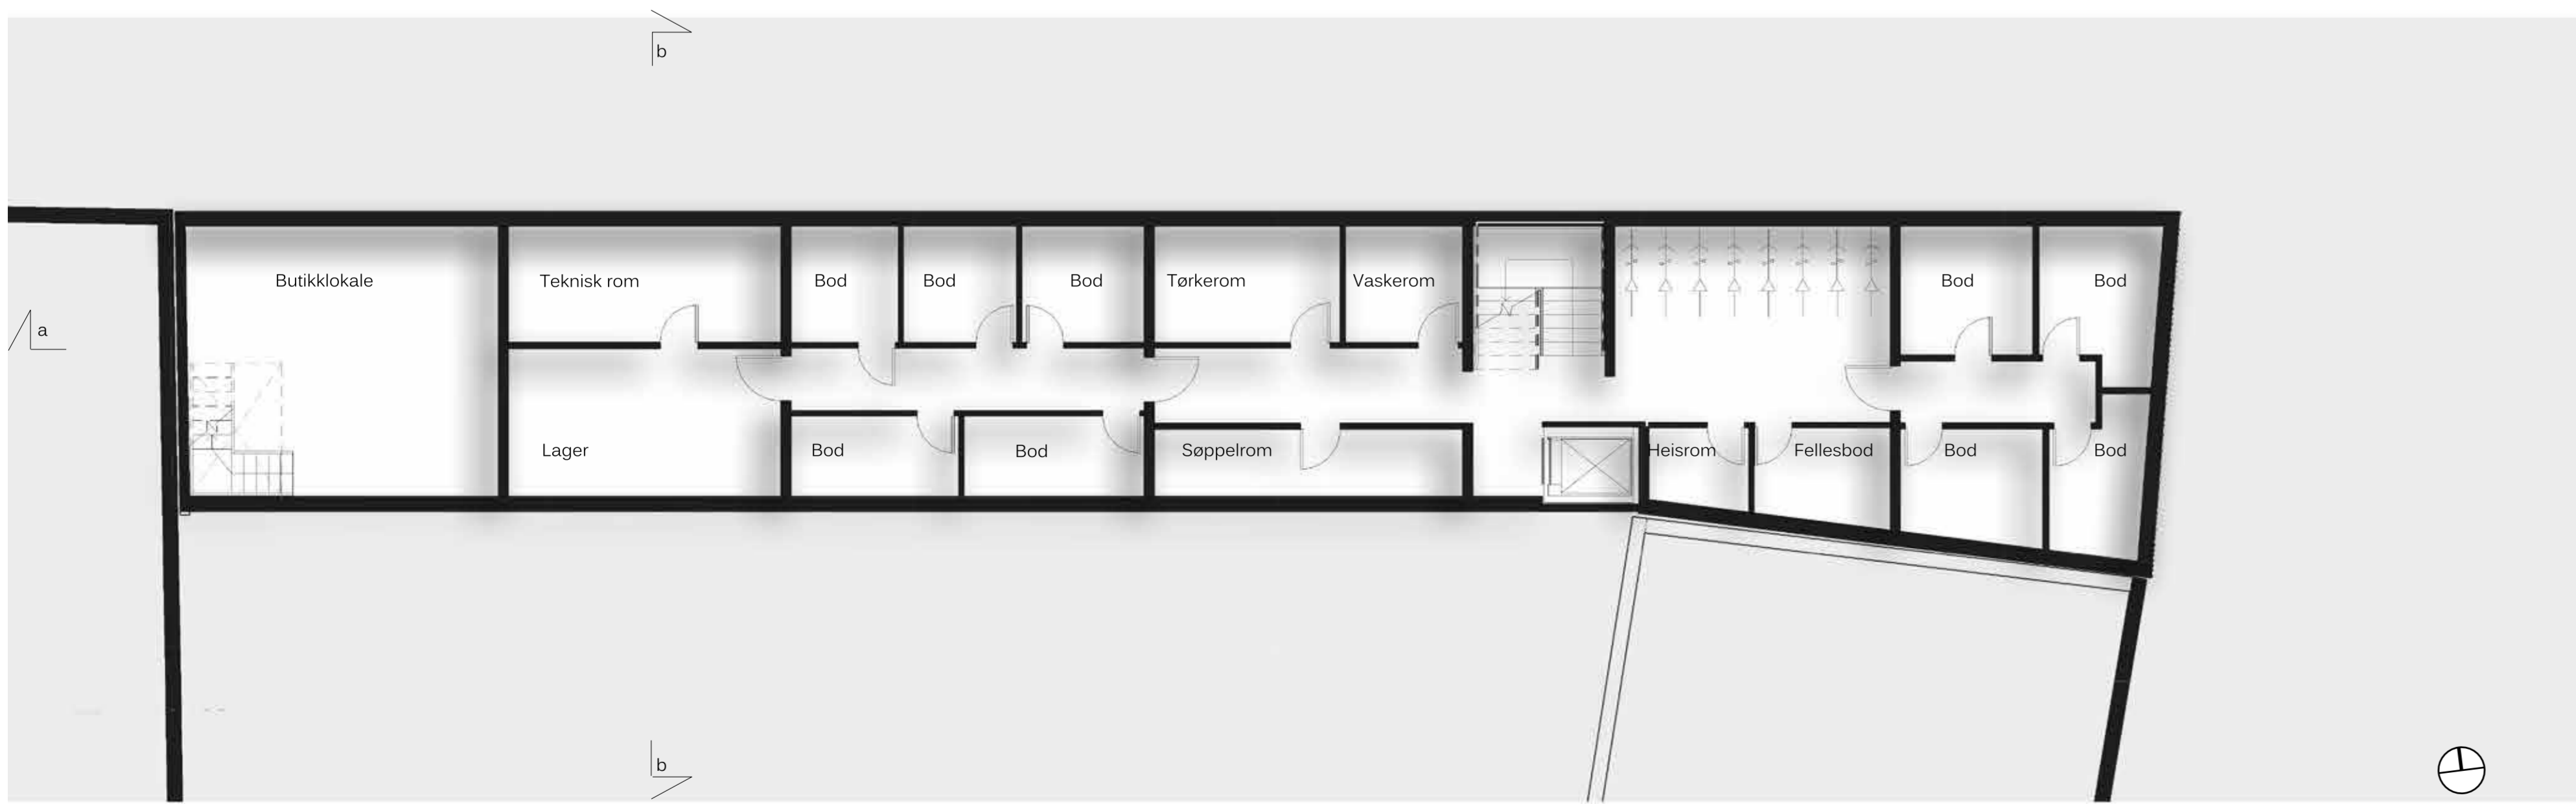 b
Butikklokale
Teknisk rom
Bod
Bod
Bod
Tørkerom
Vaskerom
Bod
Bod
a
Lager
Bod
Bod
Søppelrom
Heisrom
Fellesbod
Bod
Bod
b